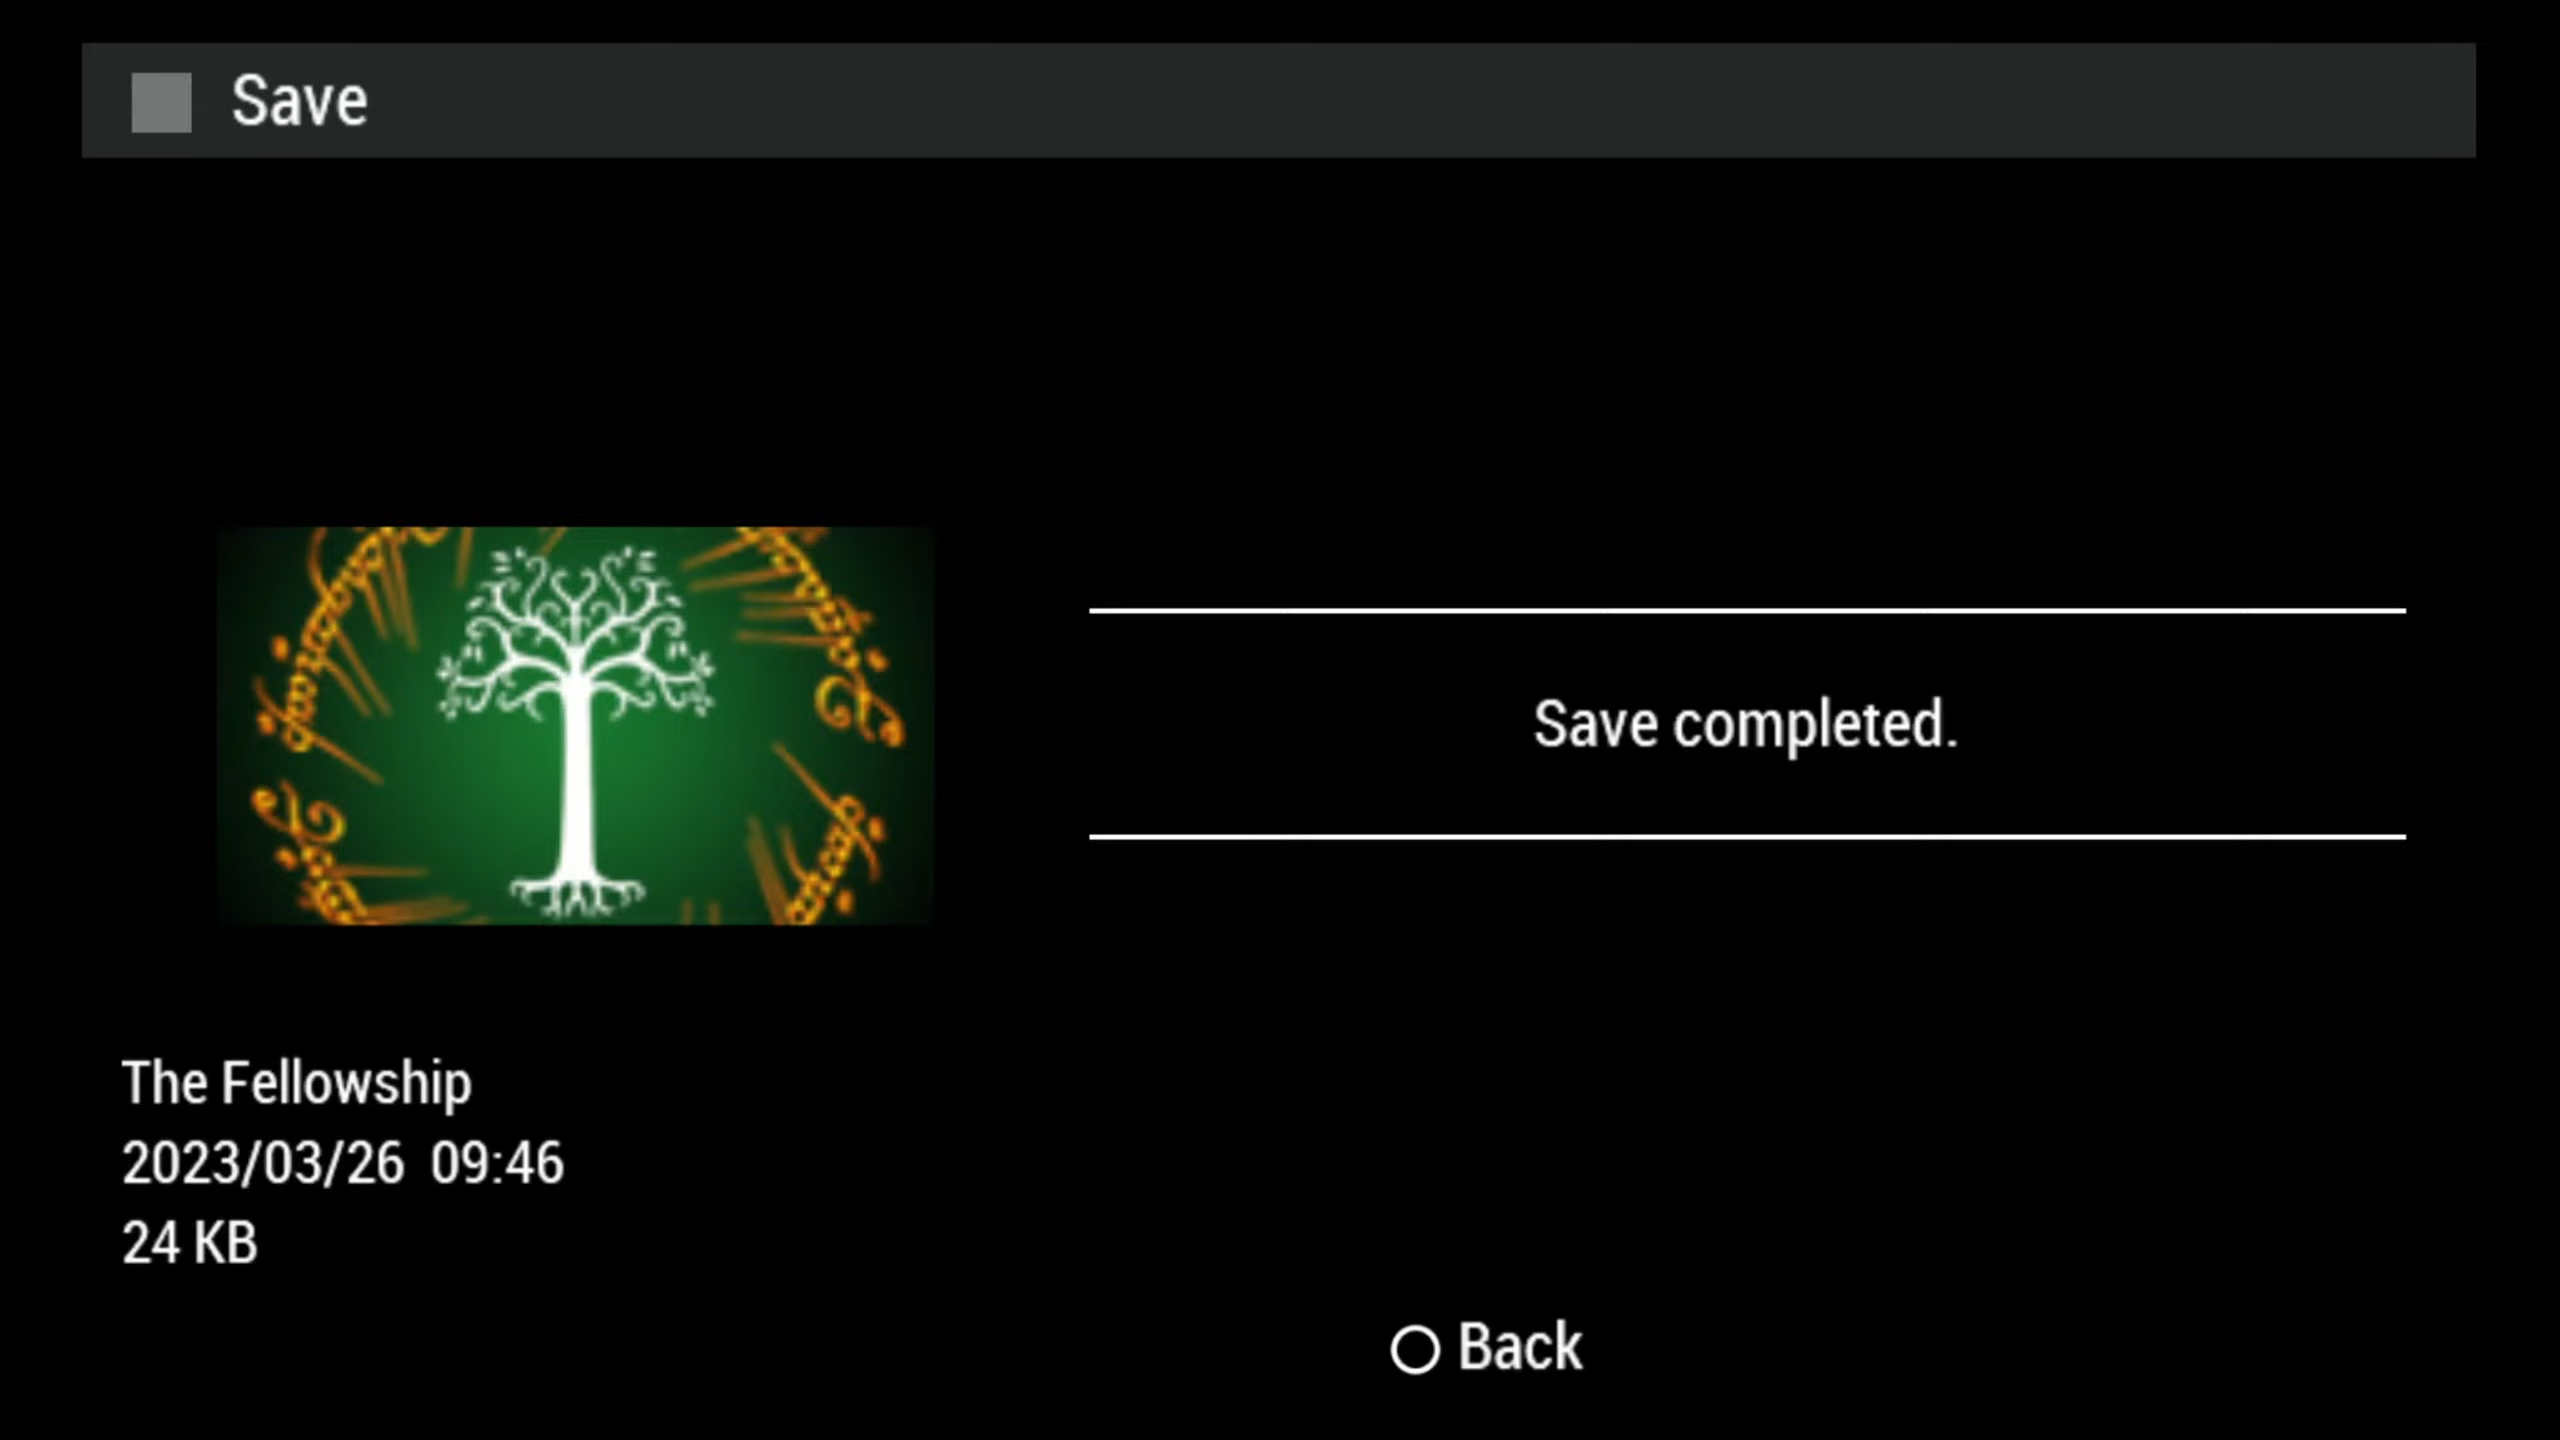 Save
Save completed.
The Fellowship
2023/03/26 09:46
24 KB
Back